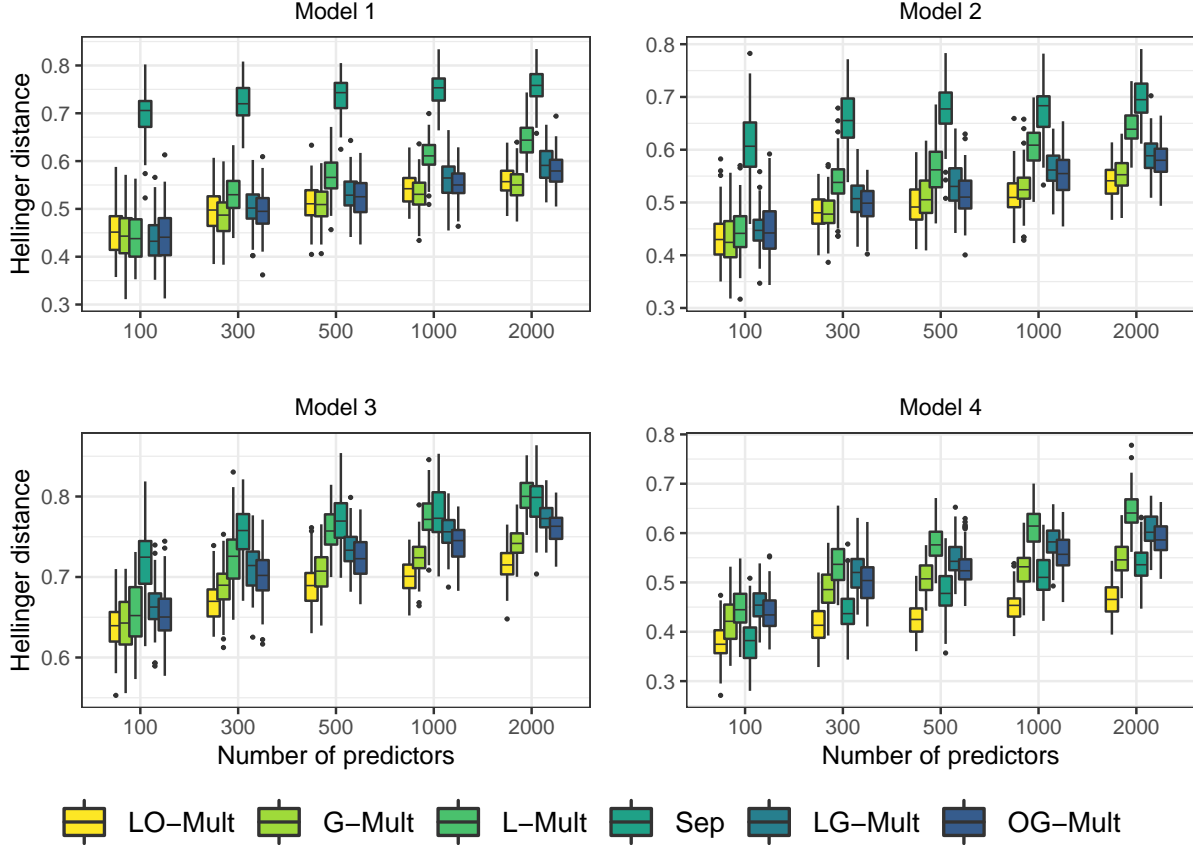 Model 1
Model 2
Hellinger distance
0.8
0.7
0.6
0.5
0.4
0.3
100 300 500 1000 2000
0.8
0.7
0.6
0.5
0.4
0.3
100 300 500 1000 2000
Model 3
Model 4
Hellinger distance
0.8
0.7
0.6
100 300 500 1000 2000
Number of predictors
0.8
0.7
0.6
0.5
0.4
0.3
100 300 500 1000 2000
Number of predictors
LO−Mult G−Mult L−Mult Sep LG−Mult OG−Mult